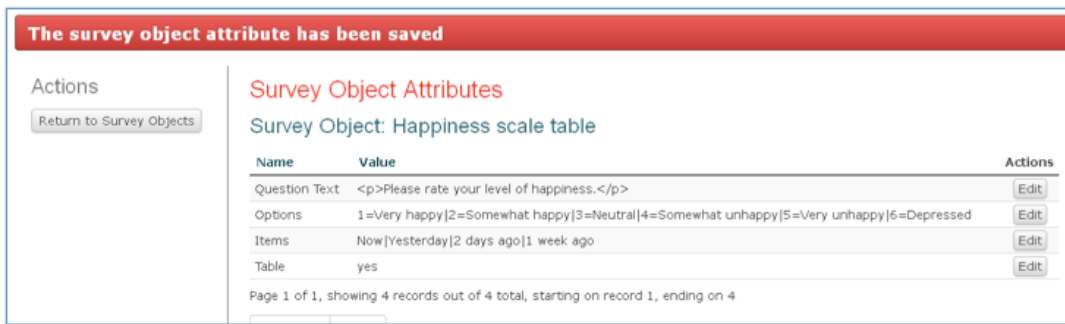 The survey object attribute has been saved
Actions
Return to Survey Objects
Survey Object Attributes
Survey Object: Happiness scale table
Name Value Actions
Question Text <p>Please rate your level of happiness.</p> Edit
Options 1=Very happy|2=Somewhat happy|3=Neutral|4=Somewhat unhappy|5=Very unhappy|6=Depressed Edit
Items Now|Yesterday|2 days ago|1 week ago Edit
Table yes Edit
Page 1 of 1, showing 4 records out of 4 total, starting on record 1, ending on 4